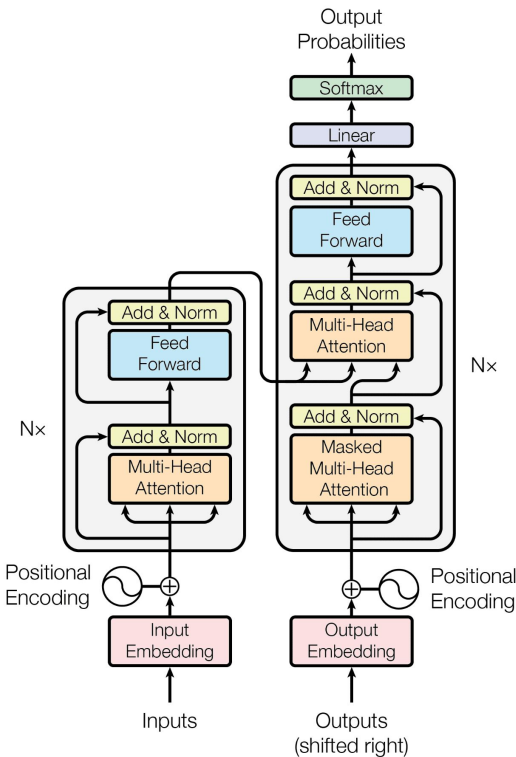 Output
Probabilities
Softmax
Linear
Add & Norm
Feed
Forward
Add & Norm
Multi-Head
Attention
N×
Add & Norm
Masked
Multi-Head
Attention
Add & Norm
Feed
Forward
N×
Add & Norm
Multi-Head
Attention
Positional
Encoding
Positional
Encoding
Input
Embedding
Output
Embedding
Inputs
Outputs
(shifted right)